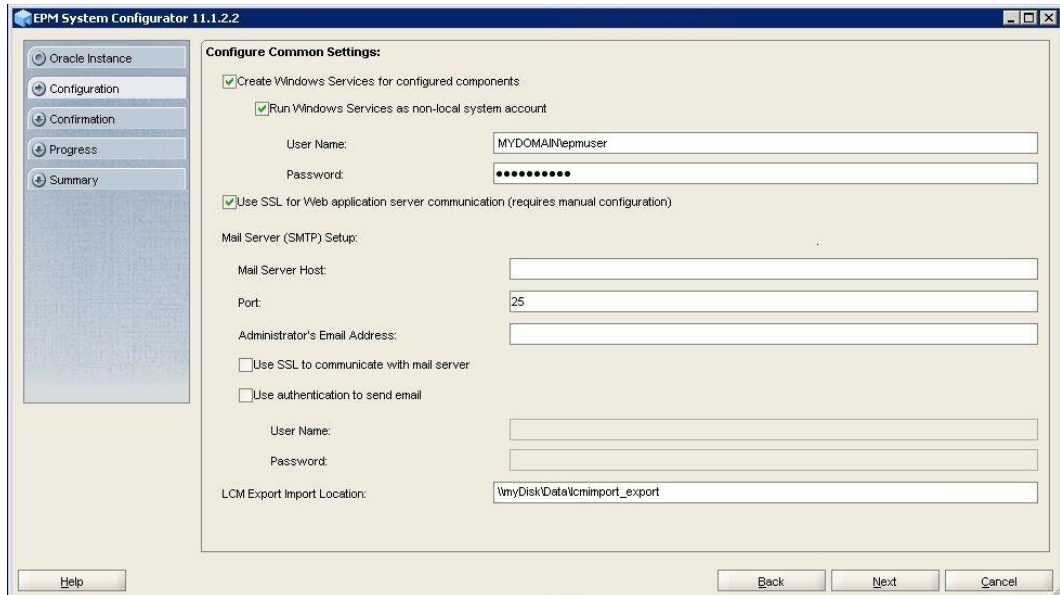 EPM System Configurator 11.1.2.2
Oracle Instance
Configuration
Confirmation
Progress
Summary
Configure Common Settings:
Create Windows Services for configured components
Run Windows Services as non-local system account
User Name: MYDOMAIN\epmuser
Password: ●●●●●●●●●●
Use SSL for Web application server communication (requires manual configuration)
Mail Server (SMTP) Setup:
Mail Server Host:
Port: 25
Administrator's Email Address:
Use SSL to communicate with mail server
Use authentication to send email
User Name:
Password:
LCM Export Import Location: \\myDisk\Data\lcmimport_export
Help Back Next Cancel